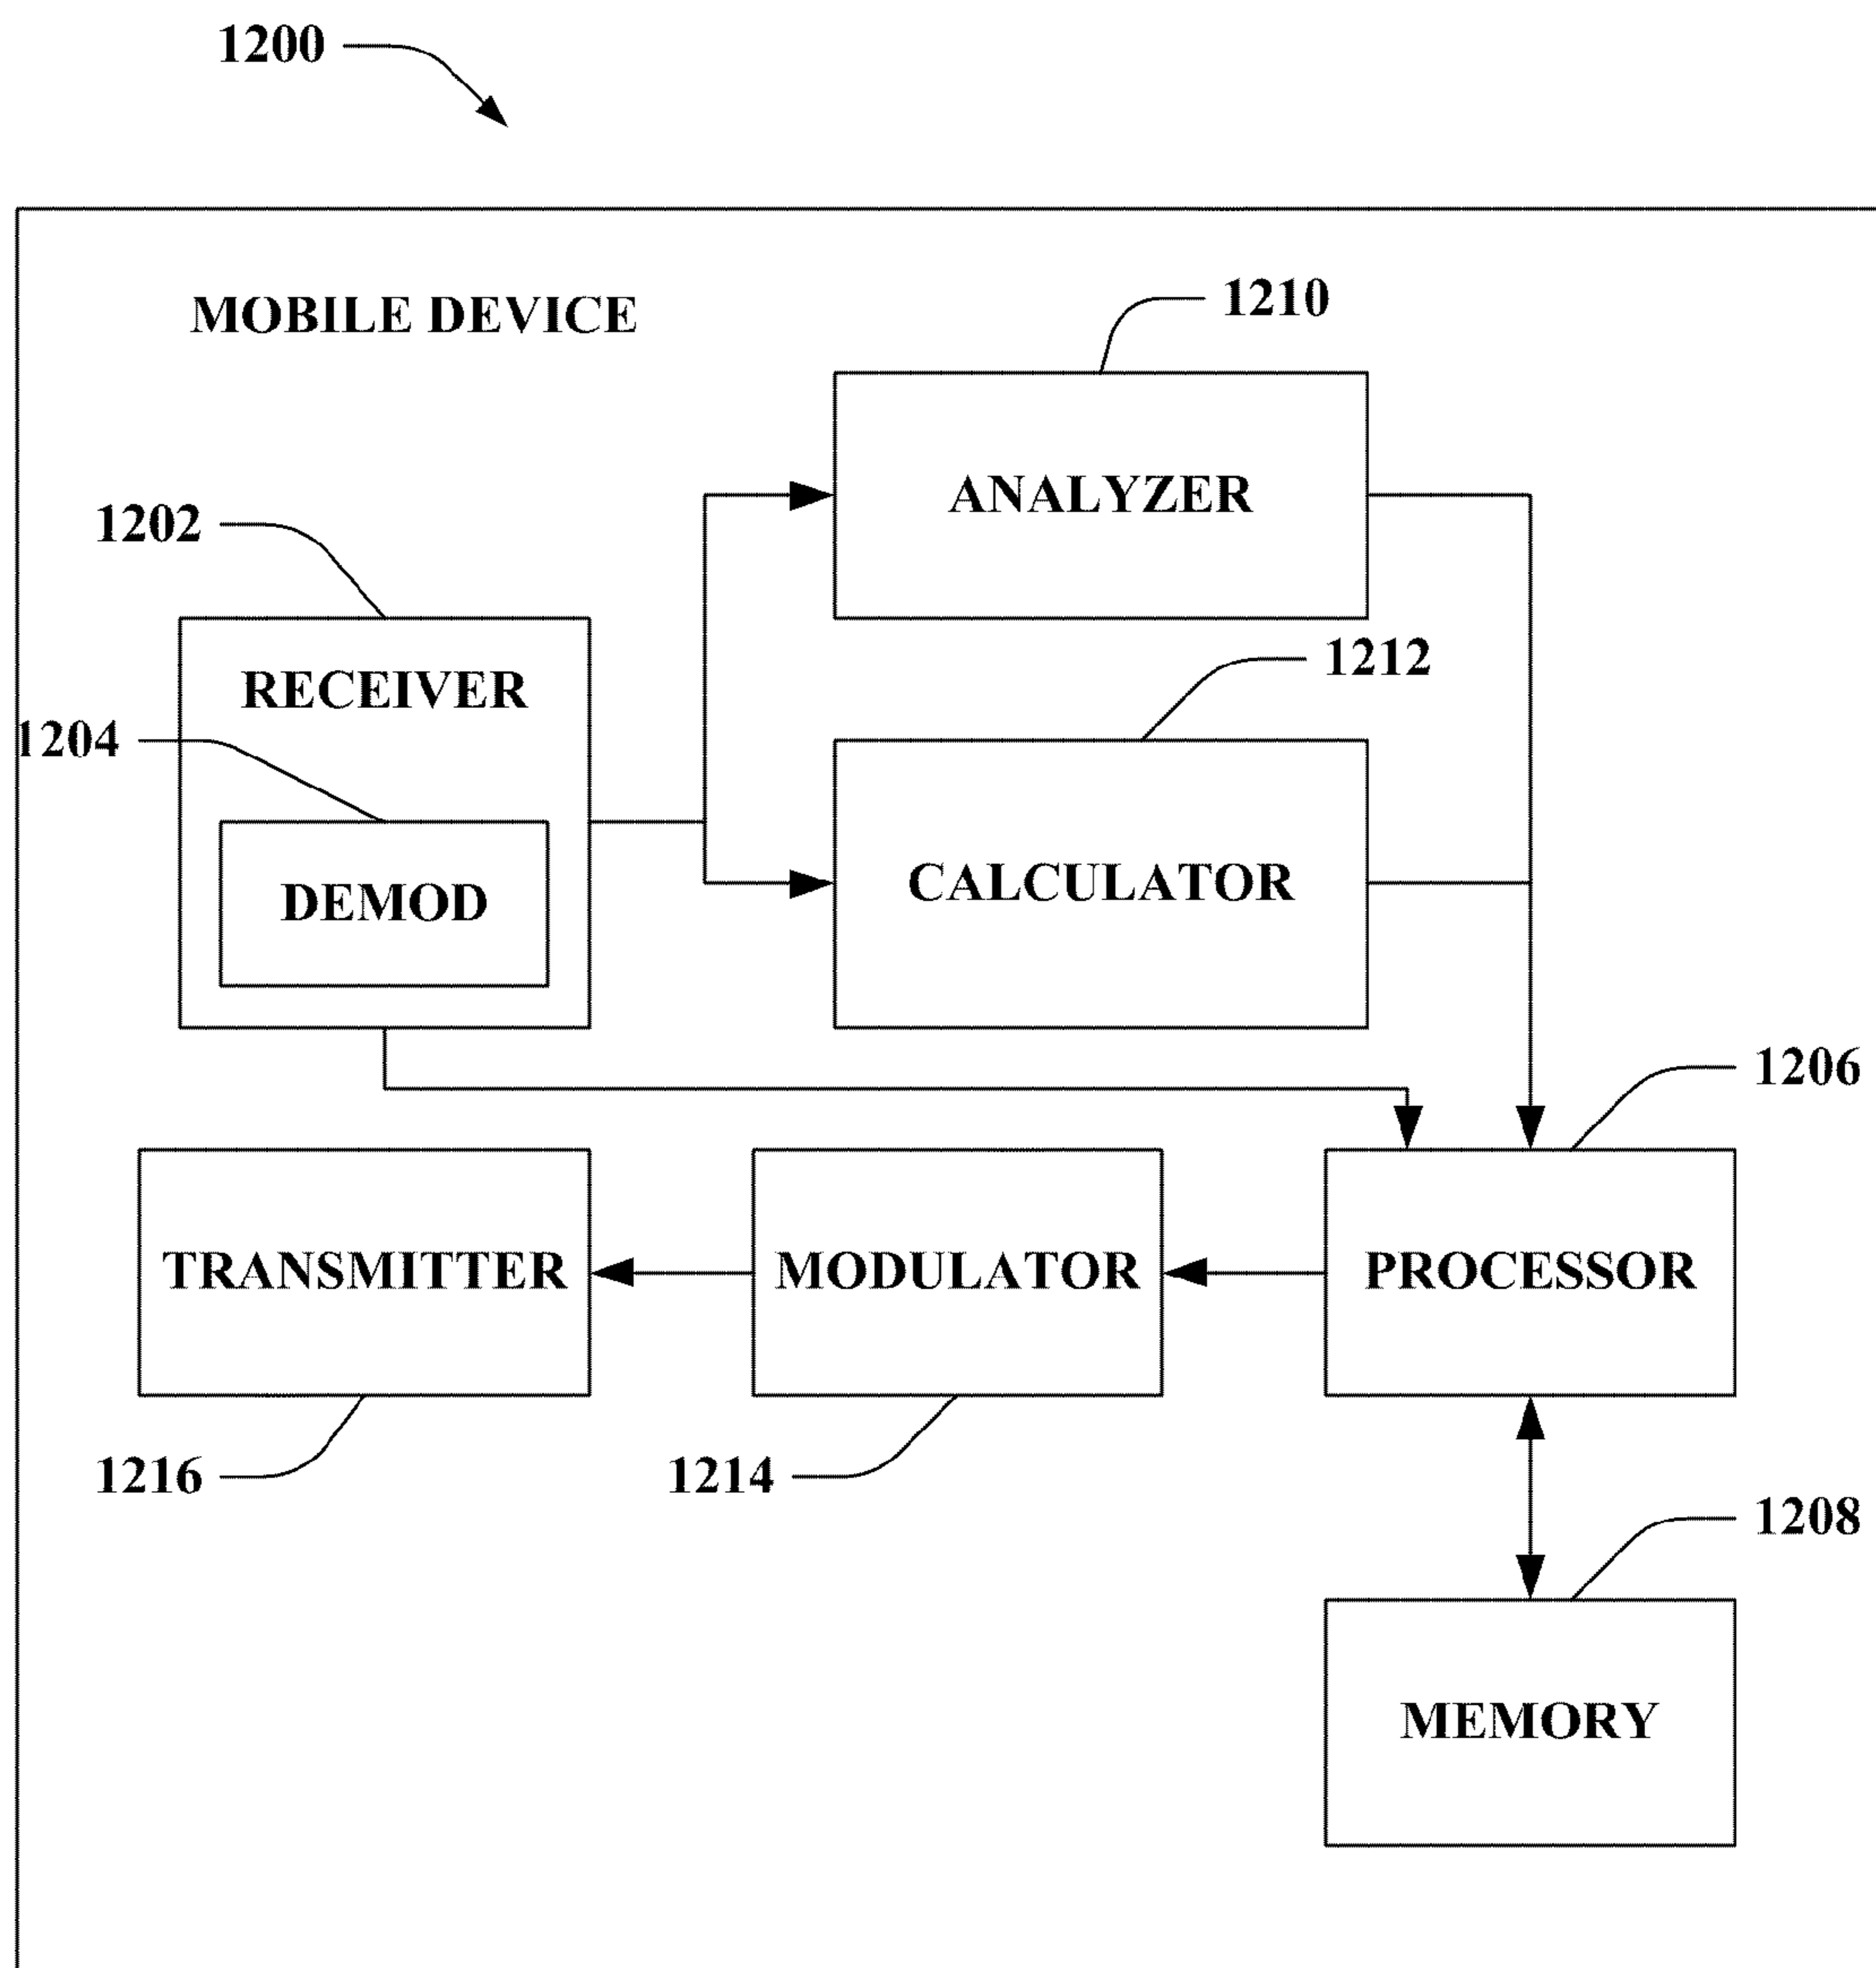 1200
MOBILE DEVICE
1210
ANALYZER
1202
1212
RECEIVER
1204
CALCULATOR
DEMOD
1206
TRANSMITTER
MODULATOR
PROCESSOR
1216
1214
1208
MEMORY